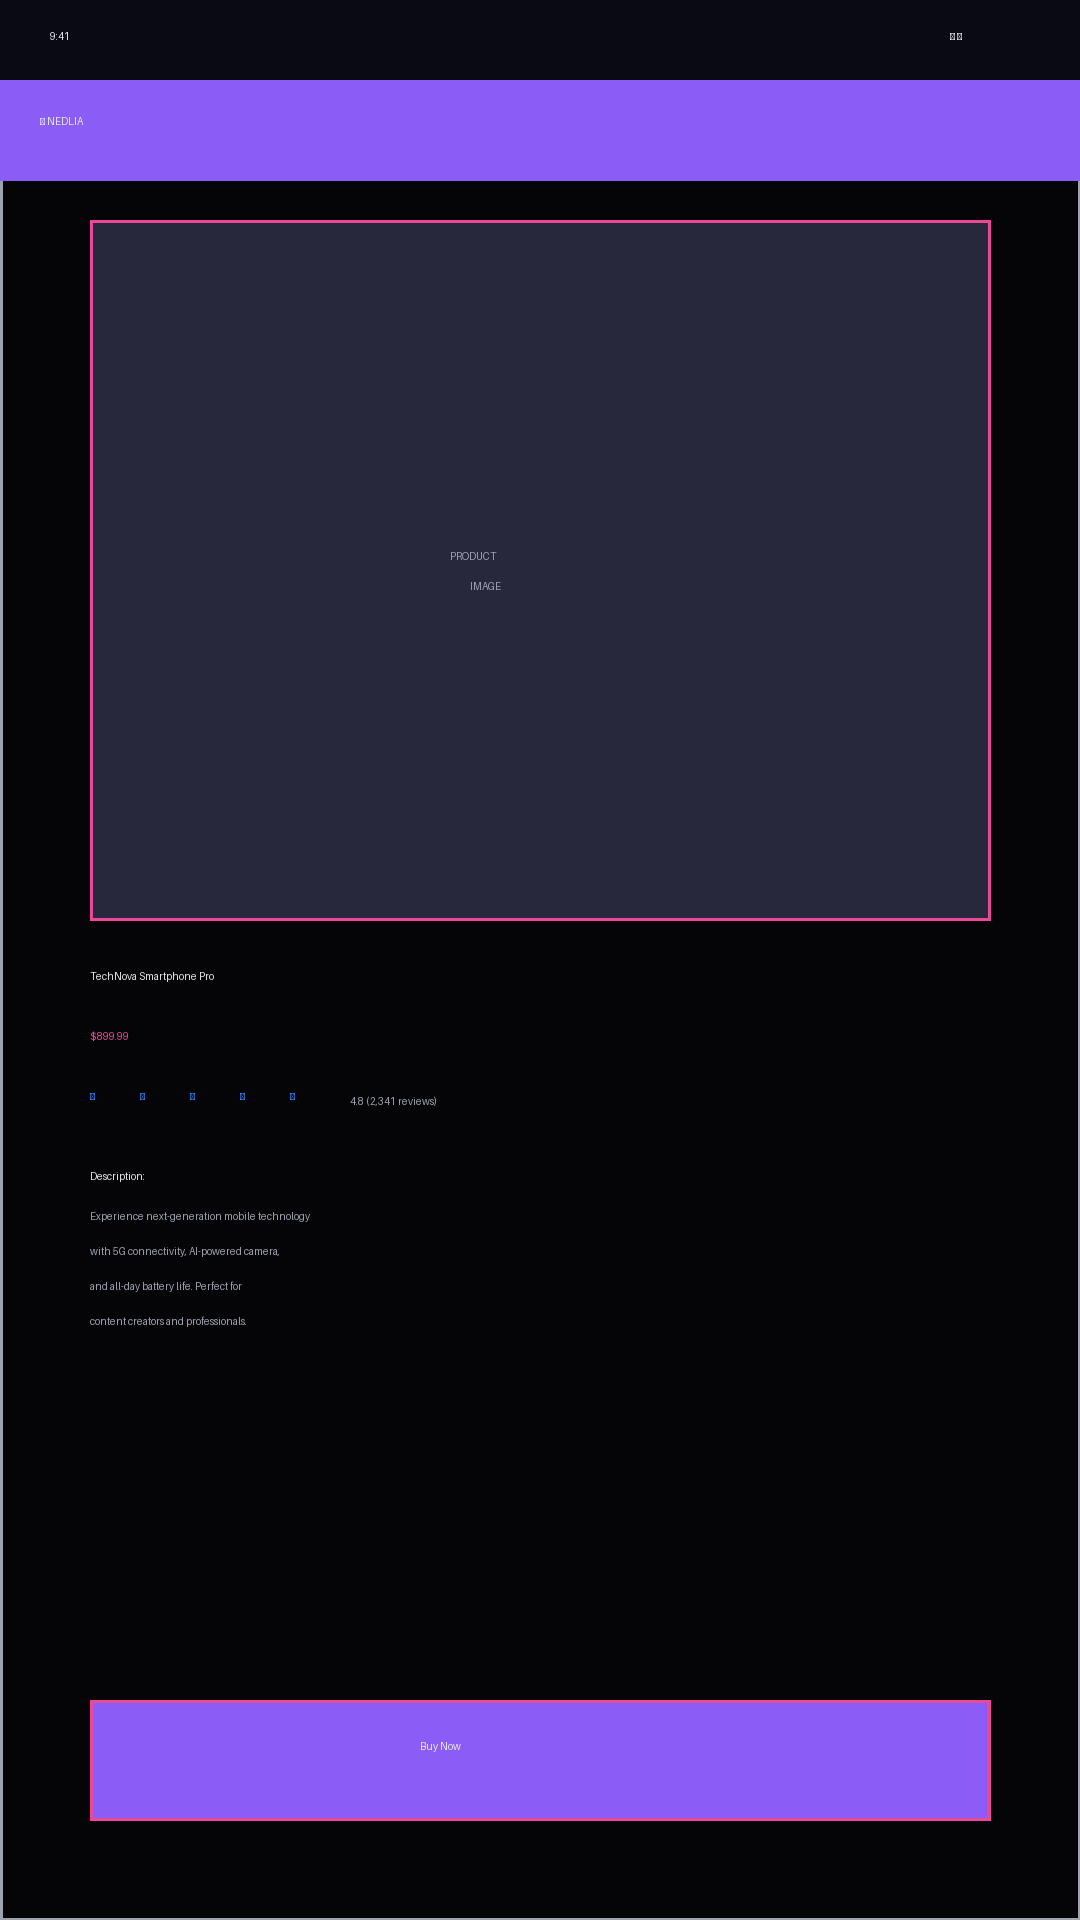 9:41
NEDLIA
PRODUCT
IMAGE
TechNova Smartphone Pro
$899.99
4.8 (2,341 reviews)
Description:
Experience next-generation mobile technology
with 5G connectivity, AI-powered camera,
and all-day battery life. Perfect for
content creators and professionals.
Buy Now